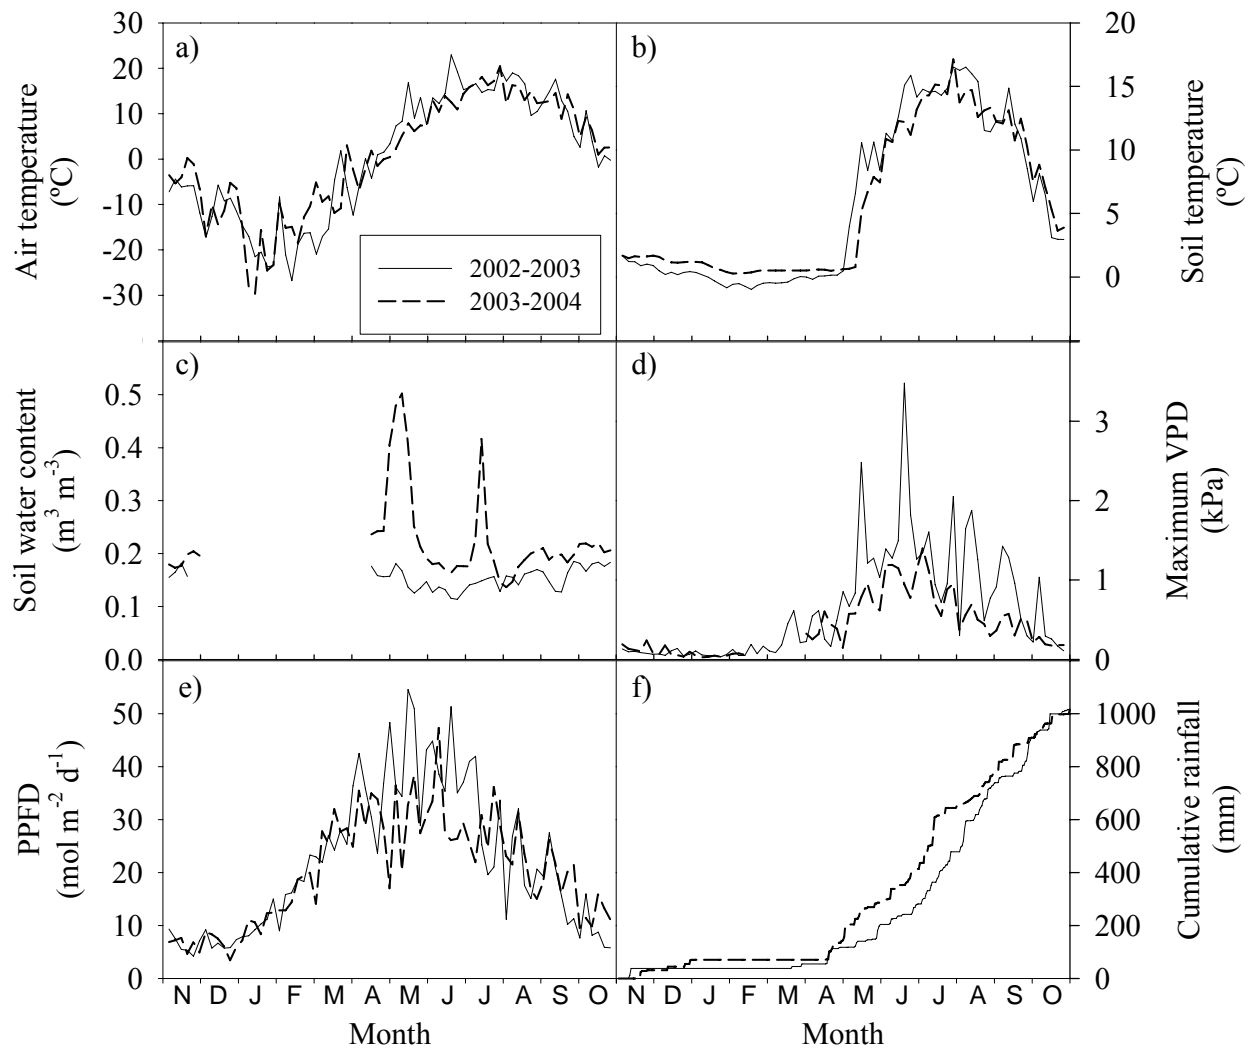 a)
b)
30
20
10
0
-10
-20
-30
Air temperature
(ºC)
20
15
10
5
0
Soil temperature
(ºC)
2002-2003
2003-2004
c)
d)
0.5
0.4
0.3
0.2
0.1
0.0
Soil water content
(m³ m⁻³)
3
2
1
0
Maximum VPD
(kPa)
e)
f)
50
40
30
20
10
0
PPFD
(mol m⁻² d⁻¹)
1000
800
600
400
200
0
Cumulative rainfall
(mm)
N D J F M A M J J A S O
N D J F M A M J J A S O
Month
Month